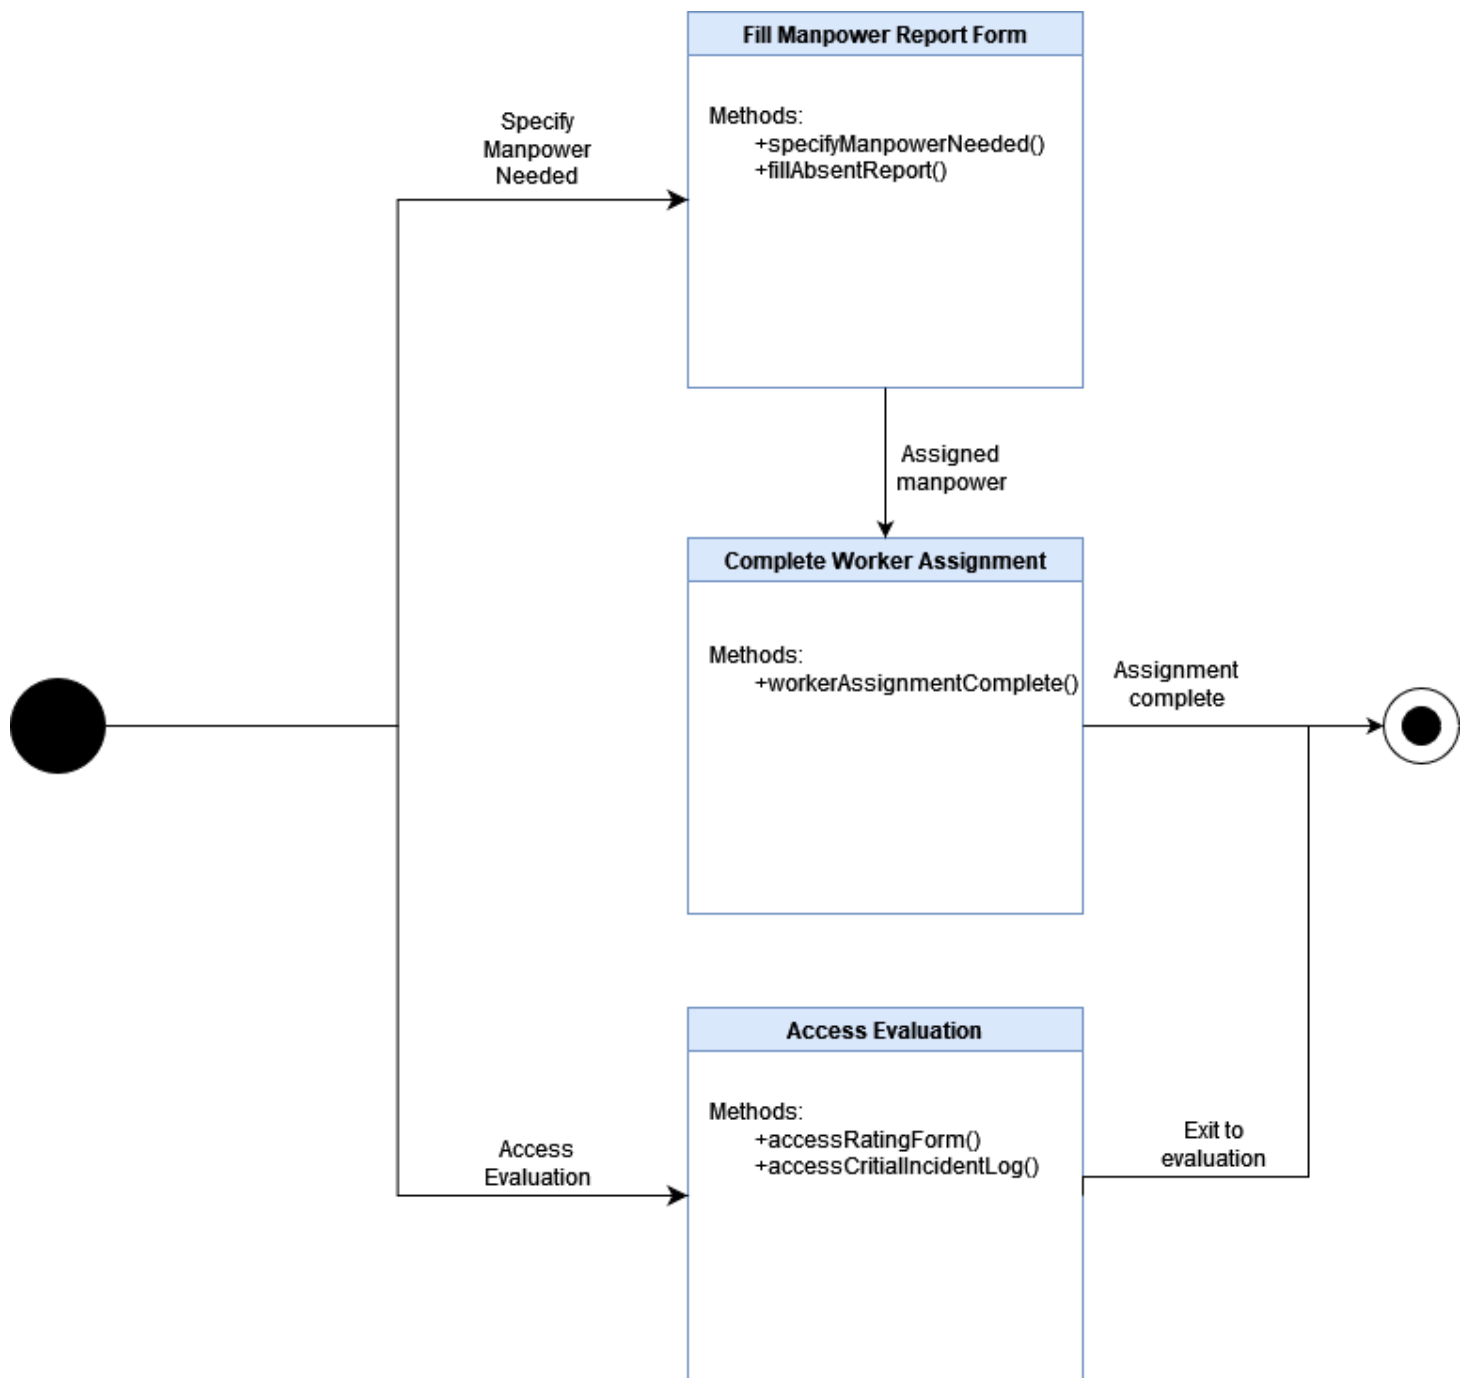 Fill Manpower Report Form
Methods:
+specifyManpowerNeeded()
+fillAbsentReport()
Specify
Manpower
Needed
Assigned
manpower
Complete Worker Assignment
Methods:
+workerAssignmentComplete()
Assignment
complete
Access Evaluation
Methods:
+accessRatingForm()
+accessCritialIncidentLog()
Access
Evaluation
Exit to
evaluation